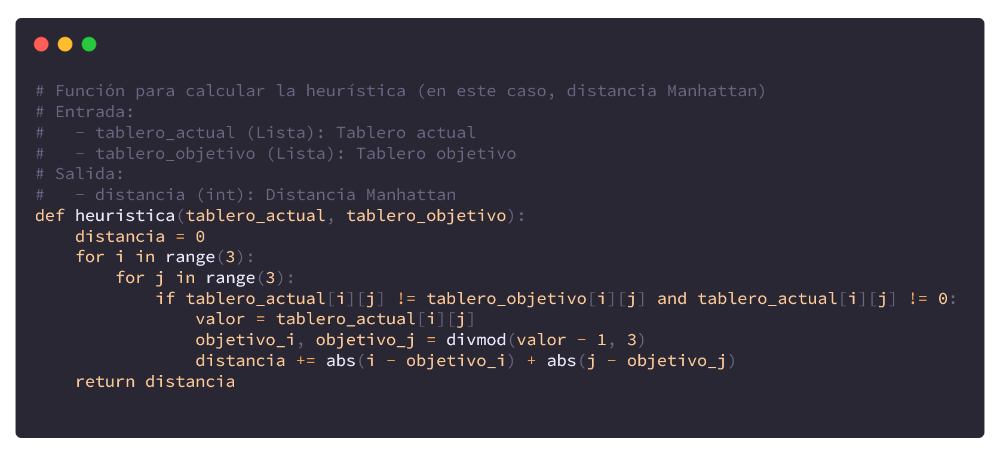 # Función para calcular la heurística (en este caso, distancia Manhattan)
# Entrada:
#   - tablero_actual (Lista): Tablero actual
#   - tablero_objetivo (Lista): Tablero objetivo
# Salida:
#   - distancia (int): Distancia Manhattan
def heuristica(tablero_actual, tablero_objetivo):
    distancia = 0
    for i in range(3):
        for j in range(3):
            if tablero_actual[i][j] != tablero_objetivo[i][j] and tablero_actual[i][j] != 0:
                valor = tablero_actual[i][j]
                objetivo_i, objetivo_j = divmod(valor - 1, 3)
                distancia += abs(i - objetivo_i) + abs(j - objetivo_j)
    return distancia